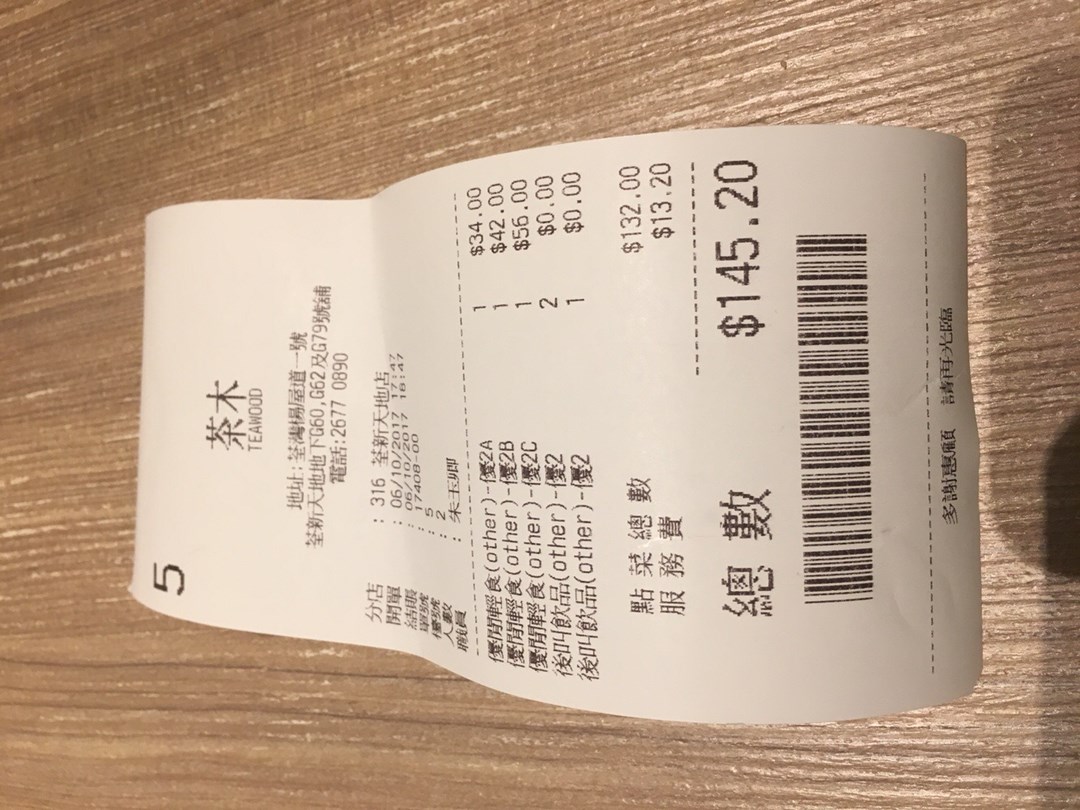 5
茶木
TEAWOOD
地址:荃灣楊屋道一號
荃新天地地下G60,G62及G79號舖
電話:2677 0890
分店 : 316 荃新天地店
開單 : 06/10/2017 17:47
結賬 : 06/10/2017 18:47
單號 : 17408-00
檯號 : 5
人數 : 2
職員 : 朱玉卿
優閒輕食(other)-優2A 1 $34.00
優閒輕食(other)-優2B 1 $42.00
優閒輕食(other)-優2C 1 $56.00
後叫飲品(other)-優2 2 $0.00
後叫飲品(other)-優2 1 $0.00
點菜總數 $132.00
服務費 $13.20
總數 $145.20
多謝惠顧 請再光臨